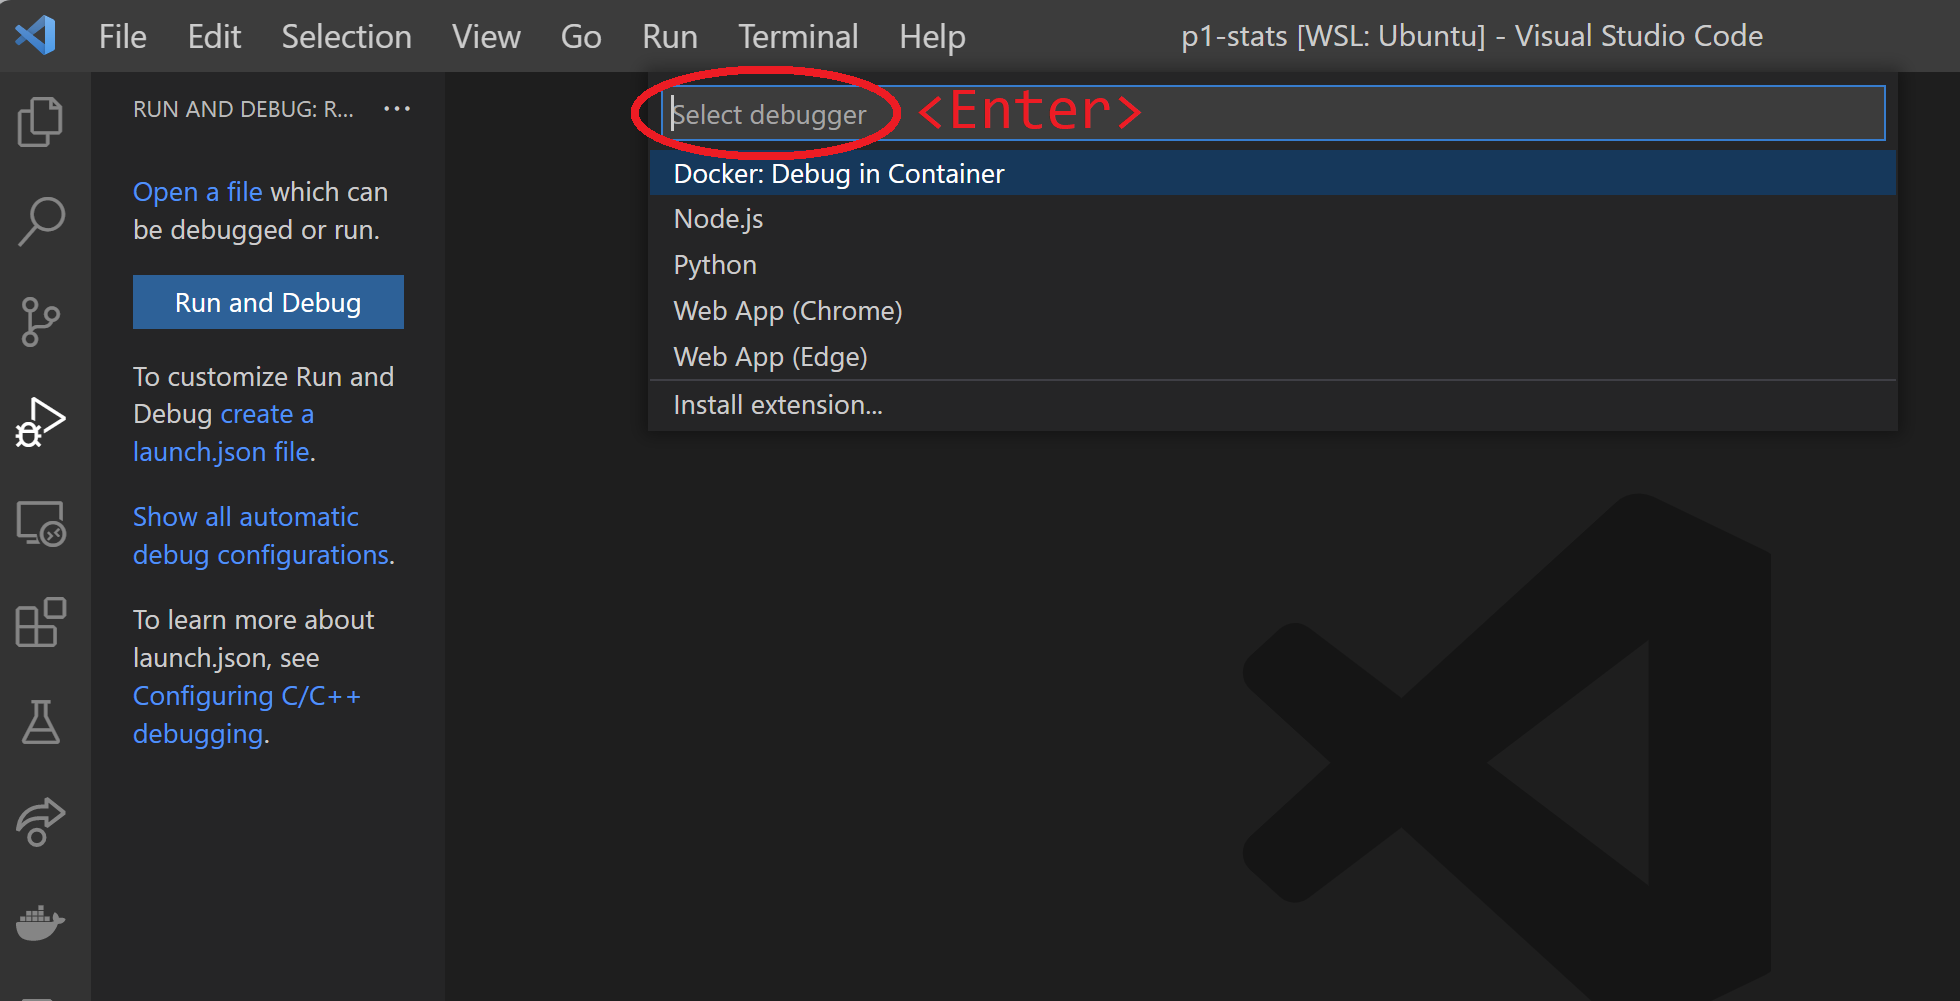 File Edit Selection View Go Run Terminal Help p1-stats [WSL: Ubuntu] - Visual Studio Code
RUN AND DEBUG: R... ···
Open a file which can
be debugged or run.
Run and Debug
To customize Run and
Debug create a
launch.json file.
Show all automatic
debug configurations.
To learn more about
launch.json, see
Configuring C/C++
debugging.
Select debugger <Enter>
Docker: Debug in Container
Node.js
Python
Web App (Chrome)
Web App (Edge)
Install extension...